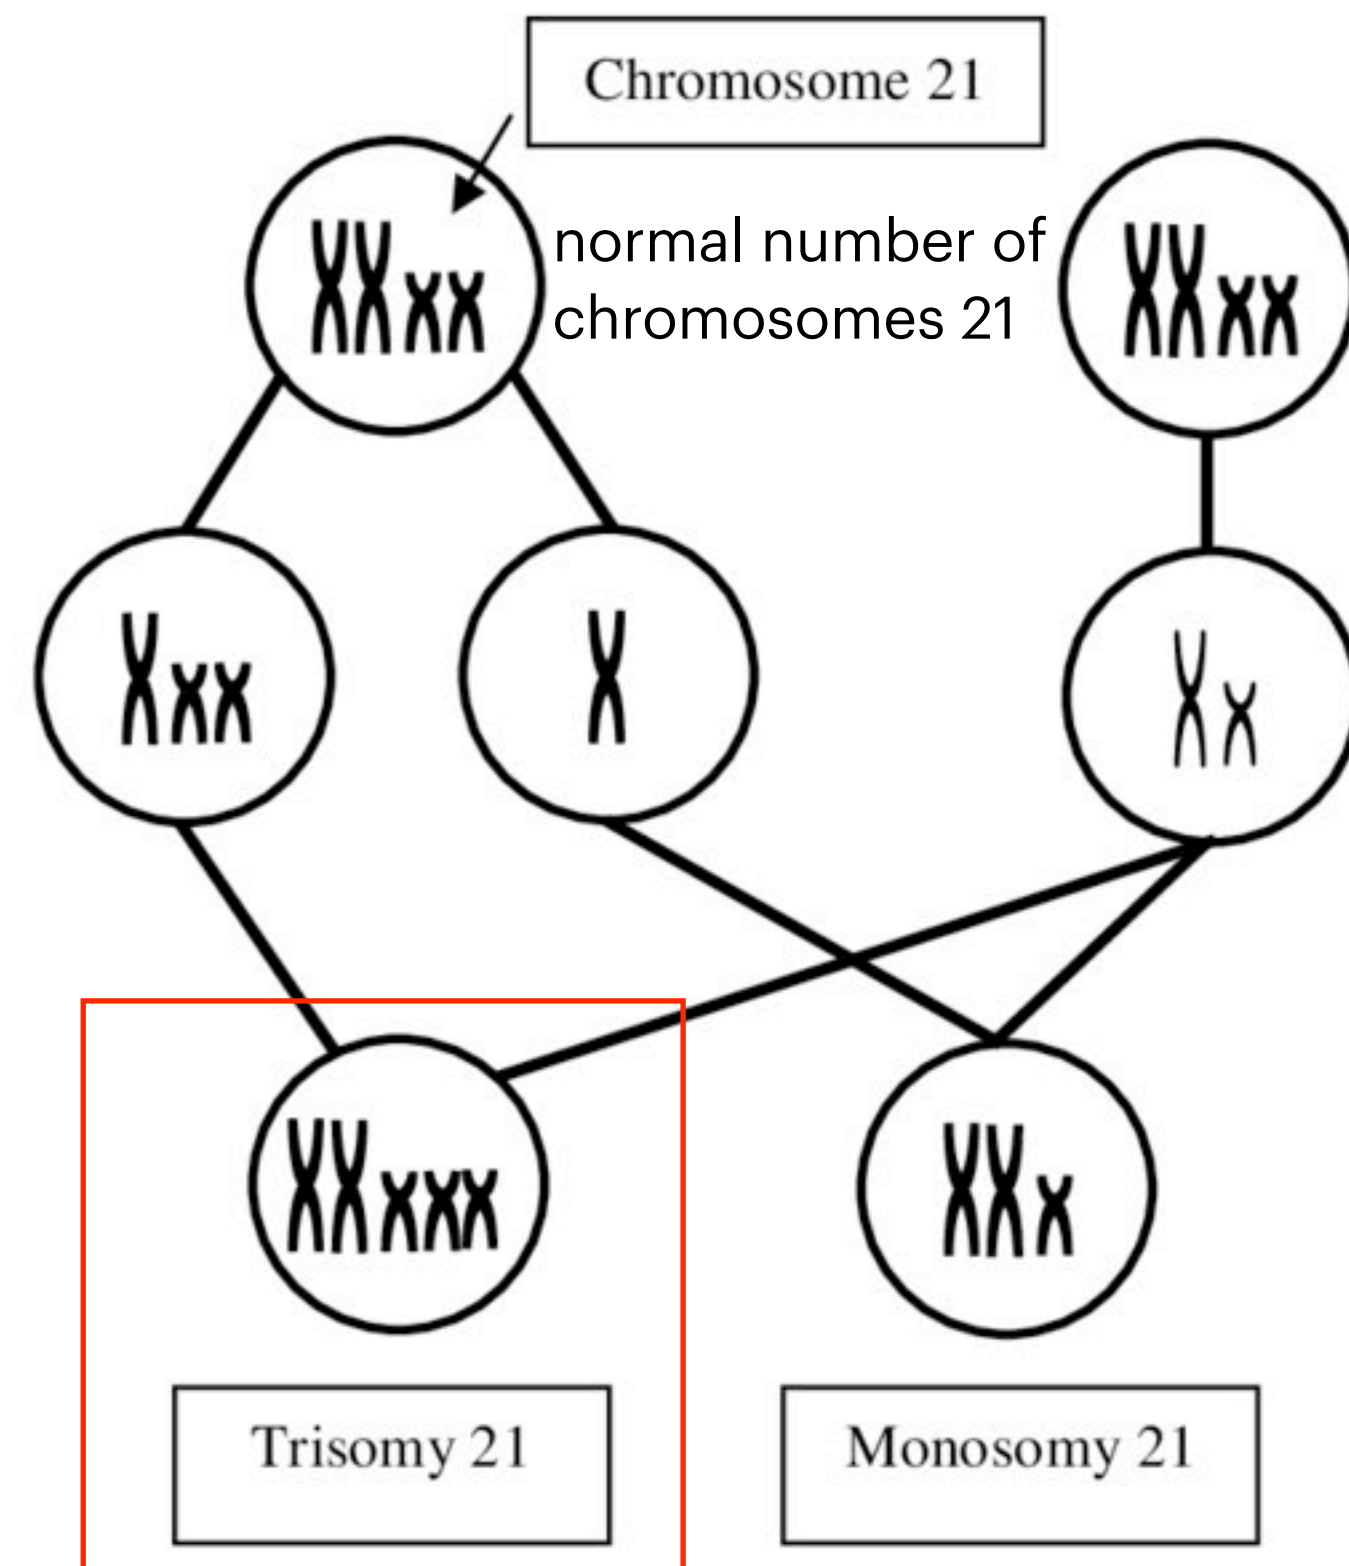 Chromosome 21
normal number of
chromosomes 21
Trisomy 21
Monosomy 21